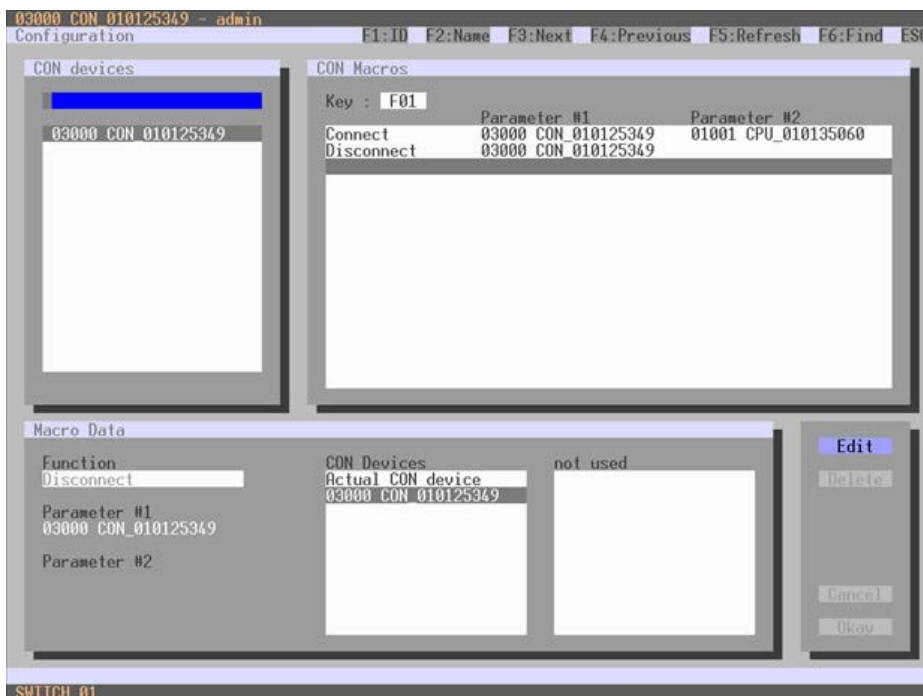 03000 CON_010125349 - admin
Configuration F1:ID F2:Name F3:Next F4:Previous F5:Refresh F6:Find ESC
CON devices
03000 CON_010125349
CON Macros
Key : F01
Parameter #1 Parameter #2
Connect 03000 CON_010125349 01001 CPU_010135060
Disconnect 03000 CON_010125349
Macro Data
Function
Disconnect
Parameter #1
03000 CON_010125349
Parameter #2
CON Devices
Actual CON device
03000 CON_010125349
not used
Edit
Delete
Cancel
Okay
SWITCH_01